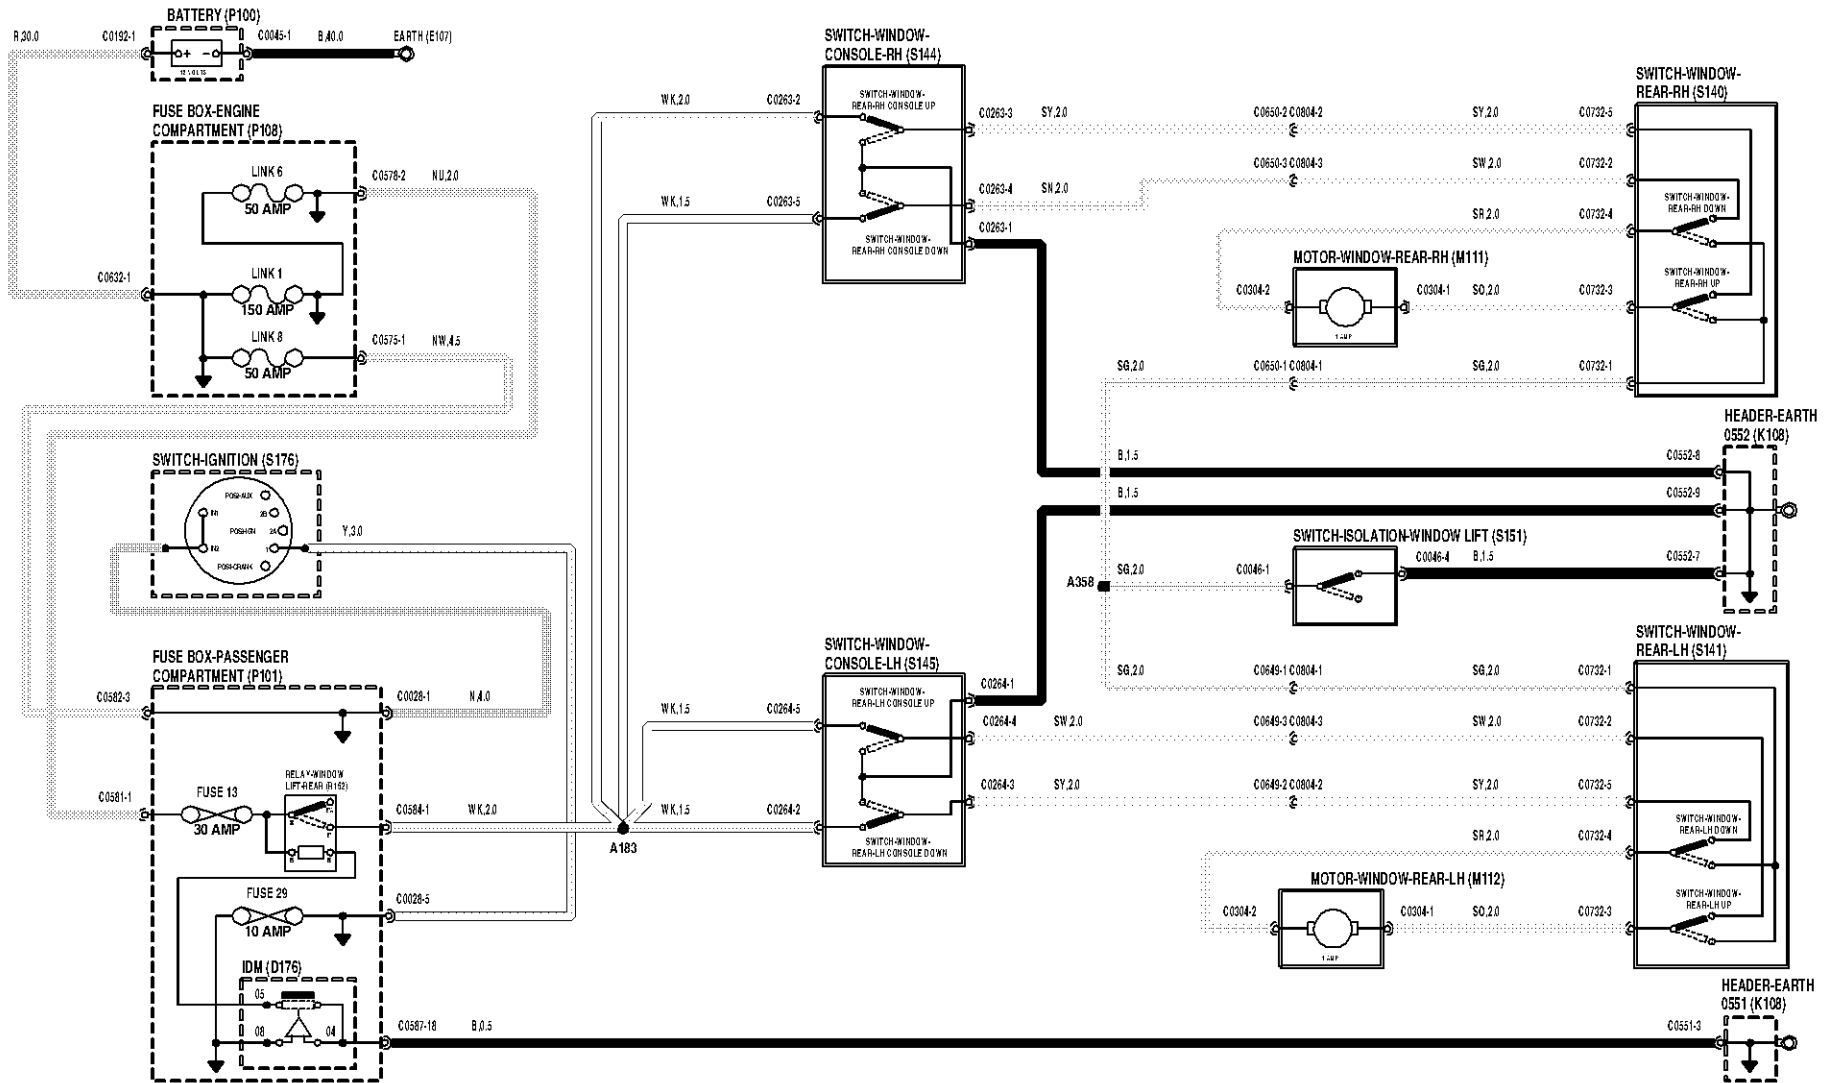 BATTERY (P100)
R,30.0
C0192-1
C0045-1
B,40.0
EARTH (E107)
+ -
12 VOLTS
FUSE BOX-ENGINE
COMPARTMENT (P108)
LINK 6
50 AMP
C0578-2
NU,2.0
C0632-1
LINK 1
150 AMP
LINK 8
50 AMP
C0575-1
NW,4.5
SWITCH-IGNITION (S176)
POSI-AUX
IN1
2B
2A
POSI-IGN
IN2
1
POSI-CRANK
Y,3.0
FUSE BOX-PASSENGER
COMPARTMENT (P101)
C0582-3
C0028-1
N,4.0
RELAY-WINDOW
LIFT-REAR (R162)
C0581-1
FUSE 13
30 AMP
C0584-1
WK,2.0
FUSE 29
10 AMP
C0028-5
IDM (D176)
05
08
04
C0587-18
B,0.5
A183
SWITCH-WINDOW-
CONSOLE-RH (S144)
SWITCH-WINDOW-
REAR-RH CONSOLE UP
WK,2.0
C0263-2
WK,1.5
C0263-5
SWITCH-WINDOW-
REAR-RH CONSOLE DOWN
C0263-3
SY,2.0
C0263-4
SN,2.0
C0263-1
SWITCH-WINDOW-
CONSOLE-LH (S145)
SWITCH-WINDOW-
REAR-LH CONSOLE UP
WK,1.5
C0264-5
WK,1.5
C0264-2
SWITCH-WINDOW-
REAR-LH CONSOLE DOWN
C0264-1
C0264-4
SW,2.0
C0264-3
SY,2.0
SWITCH-WINDOW-
REAR-RH (S140)
C0650-2 C0804-2
SY,2.0
C0732-5
C0650-3 C0804-3
SW,2.0
C0732-2
SWITCH-WINDOW-
REAR-RH DOWN
SR,2.0
C0732-4
MOTOR-WINDOW-REAR-RH (M111)
C0304-2
C0304-1
SO,2.0
C0732-3
SWITCH-WINDOW-
REAR-RH UP
SG,2.0
C0650-1 C0804-1
SG,2.0
C0732-1
HEADER-EARTH
0552 (K108)
B,1.5
C0552-8
B,1.5
C0552-9
SWITCH-ISOLATION-WINDOW LIFT (S151)
A358
SG,2.0
C0046-1
C0046-4
B,1.5
C0552-7
SWITCH-WINDOW-
REAR-LH (S141)
SG,2.0
C0649-1 C0804-1
SG,2.0
C0732-1
C0649-3 C0804-3
SW,2.0
C0732-2
C0649-2 C0804-2
SY,2.0
C0732-5
SWITCH-WINDOW-
REAR-LH DOWN
SR,2.0
C0732-4
MOTOR-WINDOW-REAR-LH (M112)
C0304-2
C0304-1
SO,2.0
C0732-3
SWITCH-WINDOW-
REAR-LH UP
HEADER-EARTH
0551 (K108)
C0551-3